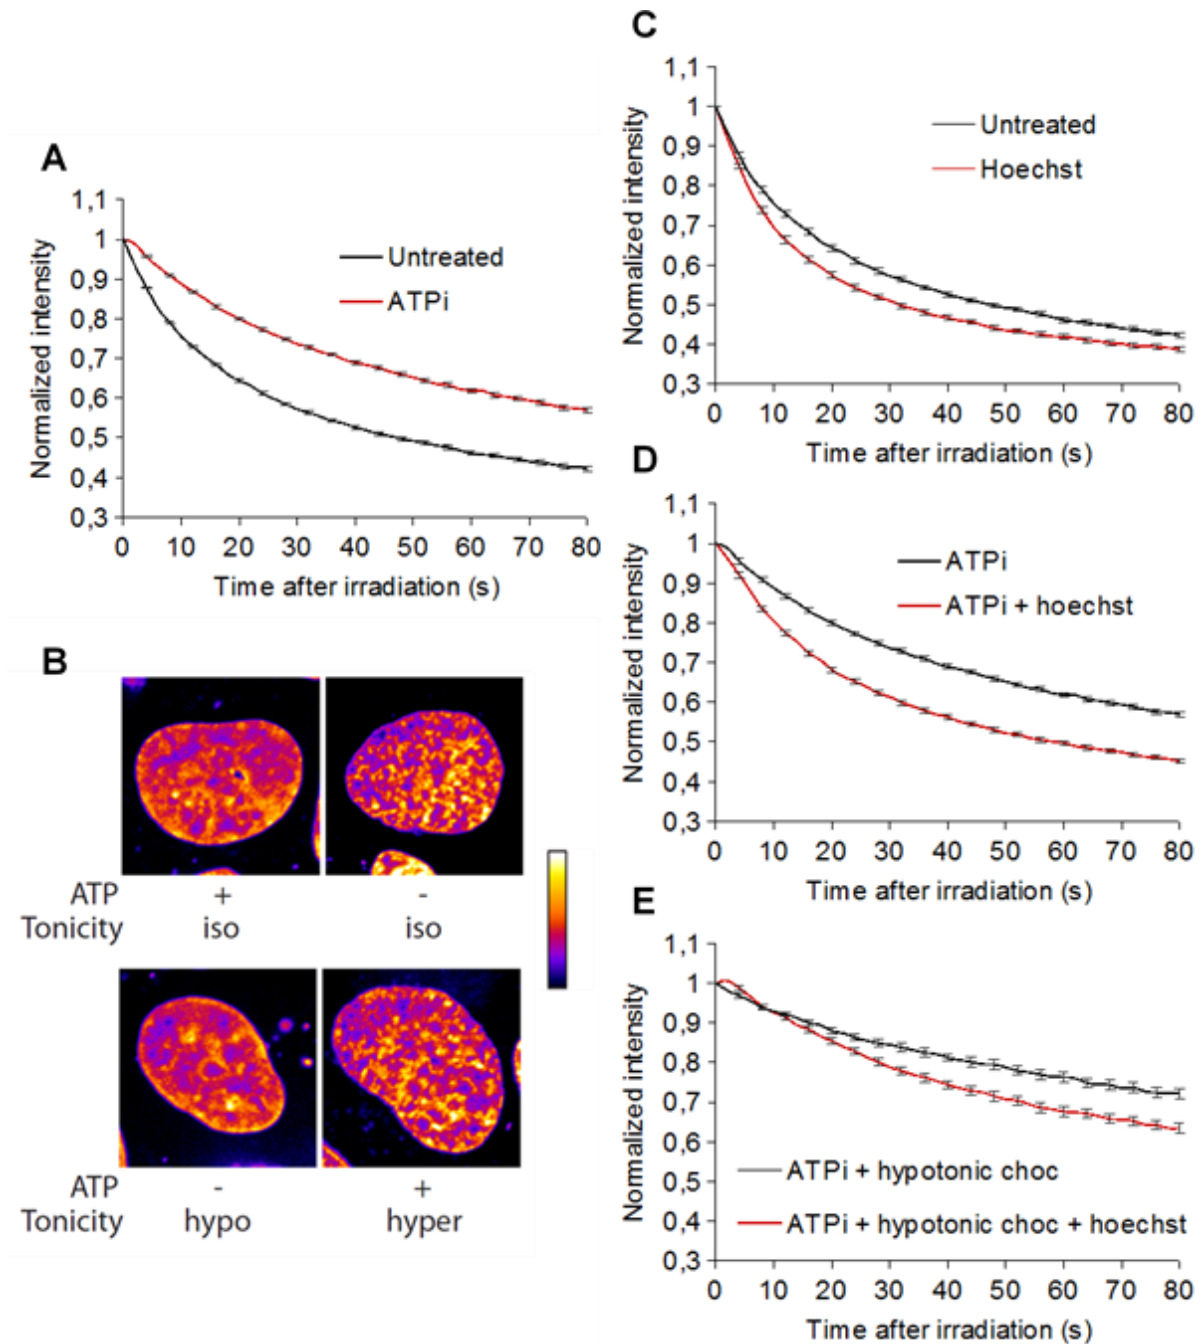 A
1,1
1
0,9
0,8
0,7
0,6
0,5
0,4
0,3
0 10 20 30 40 50 60 70 80
Normalized intensity
Time after irradiation (s)
Untreated
ATPi
B
ATP + -
Tonicity iso iso
ATP - +
Tonicity hypo hyper
C
1,1
1
0,9
0,8
0,7
0,6
0,5
0,4
0,3
0 10 20 30 40 50 60 70 80
Normalized intensity
Time after irradiation (s)
Untreated
Hoechst
D
1,1
1
0,9
0,8
0,7
0,6
0,5
0,4
0,3
0 10 20 30 40 50 60 70 80
Normalized intensity
Time after irradiation (s)
ATPi
ATPi + hoechst
E
1,1
1
0,9
0,8
0,7
0,6
0,5
0,4
0,3
0 10 20 30 40 50 60 70 80
Normalized intensity
Time after irradiation (s)
ATPi + hypotonic choc
ATPi + hypotonic choc + hoechst